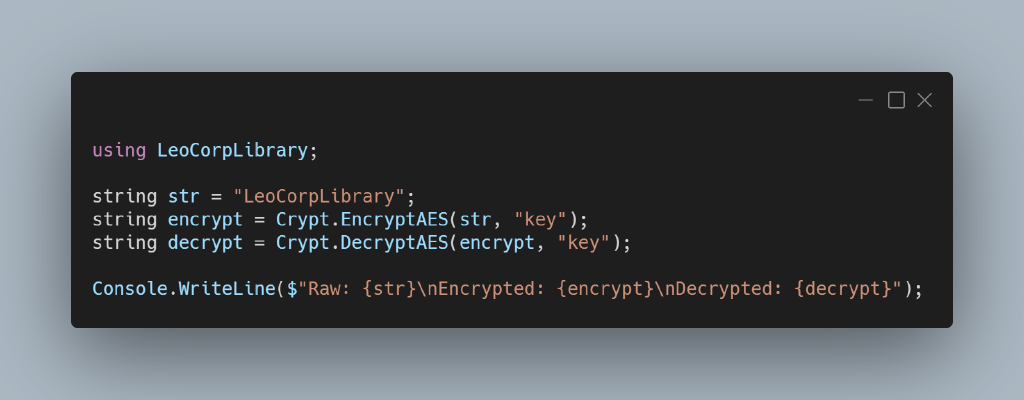 using LeoCorpLibrary;
string str = "LeoCorpLibrary";
string encrypt = Crypt.EncryptAES(str, "key");
string decrypt = Crypt.DecryptAES(encrypt, "key");
Console.WriteLine($"Raw: {str}\nEncrypted: {encrypt}\nDecrypted: {decrypt}");